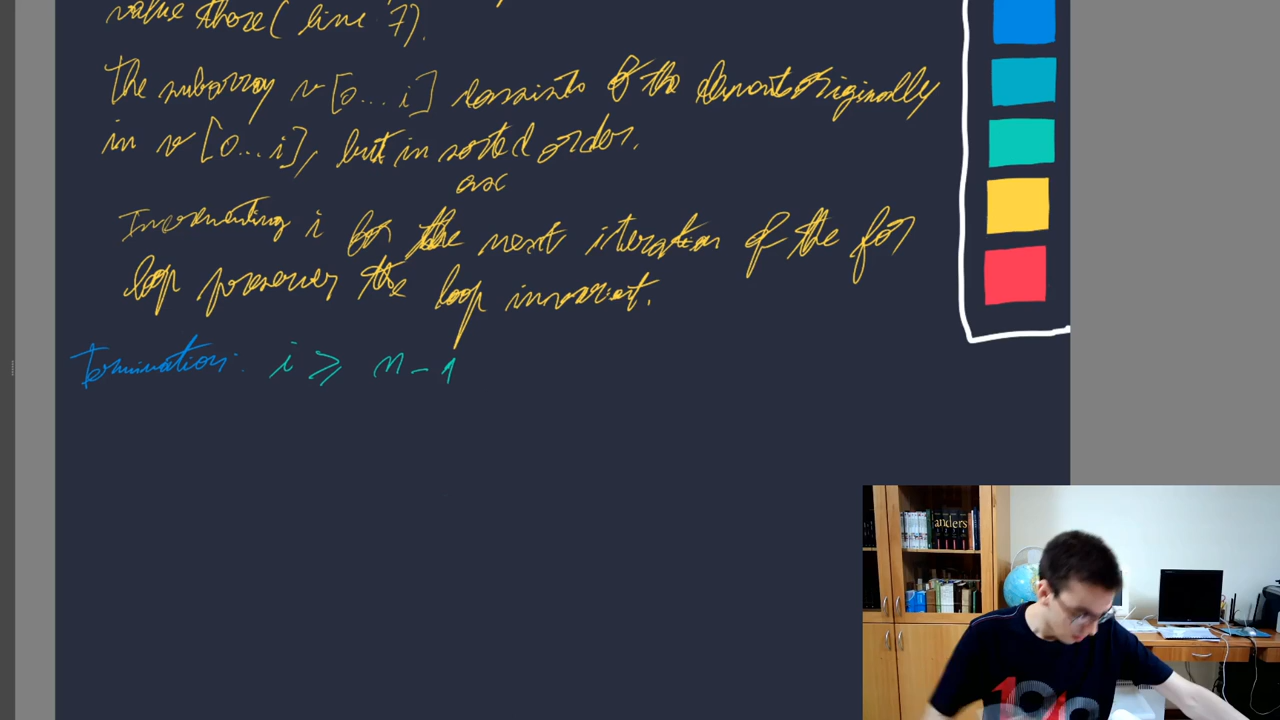 value there (line 7).
The subarray v [0...i] consists of the elements originally
in v [0...i], but in sorted order.
asc
Incrementing i for the next iteration of the for
loop preserves the loop invariant.
Termination: i ⩾ n - 1
anders